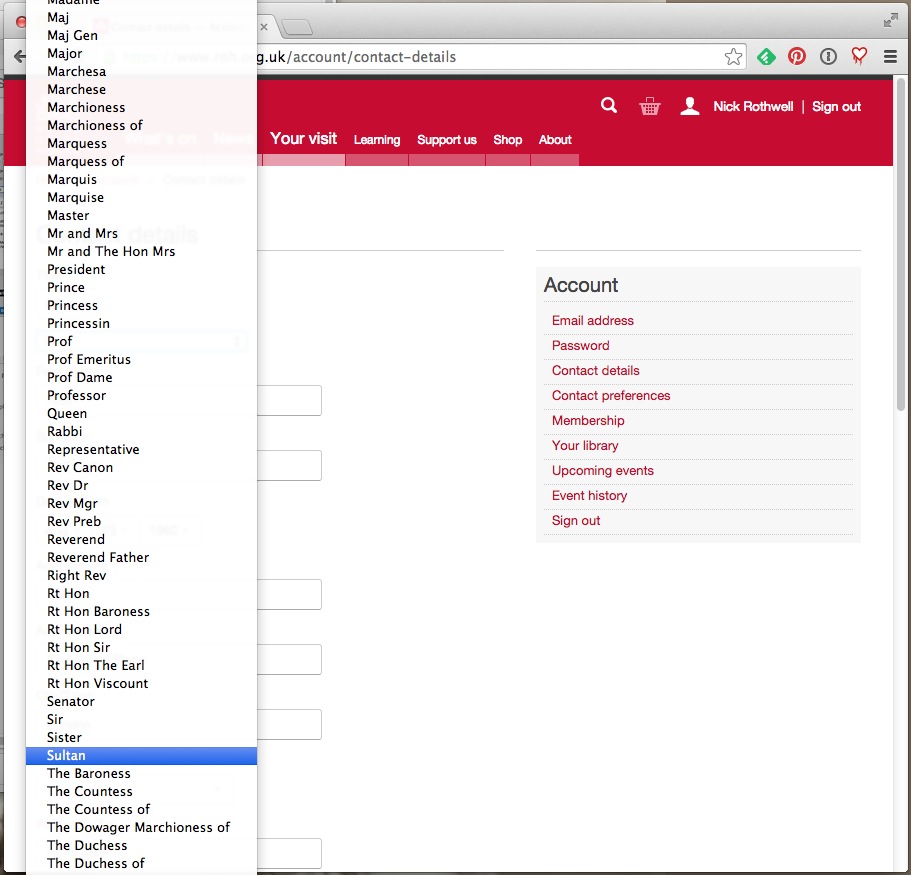 Madame
Maj
Maj Gen
Major
Marchesa
Marchese
Marchioness
Marchioness of
Marquess
Marquess of
Marquis
Marquise
Master
Mr and Mrs
Mr and The Hon Mrs
President
Prince
Princess
Princessin
Prof
Prof Emeritus
Prof Dame
Professor
Queen
Rabbi
Representative
Rev Canon
Rev Dr
Rev Mgr
Rev Preb
Reverend
Reverend Father
Right Rev
Rt Hon
Rt Hon Baroness
Rt Hon Lord
Rt Hon Sir
Rt Hon The Earl
Rt Hon Viscount
Senator
Sir
Sister
Sultan
The Baroness
The Countess
The Countess of
The Dowager Marchioness of
The Duchess
The Duchess of
g.uk/account/contact-details
Nick Rothwell | Sign out
What's on News Your visit Learning Support us Shop About
details
Account
Email address
Password
Contact details
Contact preferences
Membership
Your library
Upcoming events
Event history
Sign out